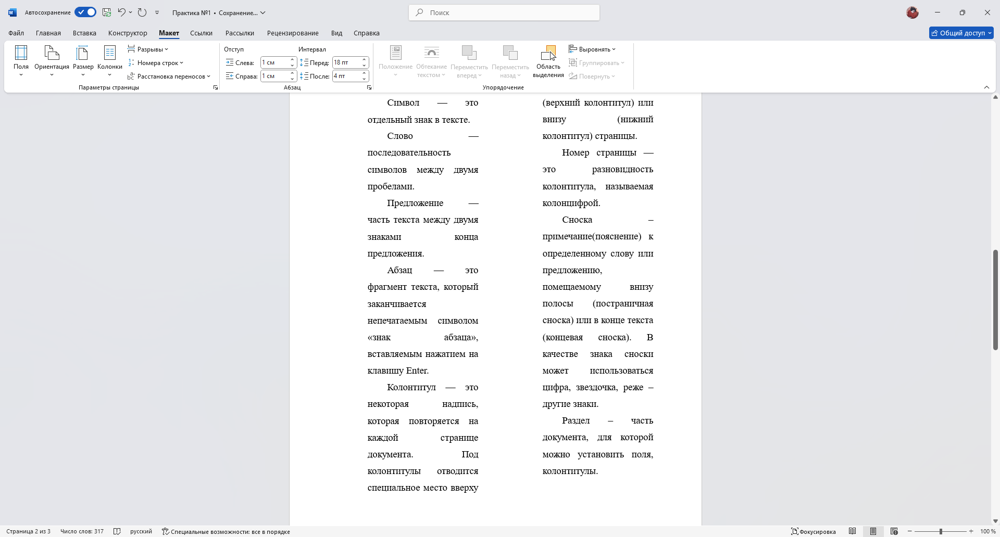 Автосохранение
Практика №1 • Сохранение...
Поиск
Файл Главная Вставка Конструктор Макет Ссылки Рассылки Рецензирование Вид Справка
Общий доступ
Поля
Ориентация
Размер
Колонки
Разрывы
Номера строк
Расстановка переносов
Параметры страницы
Отступ
Интервал
Слева: 1 см
Перед: 18 пт
Справа: 1 см
После: 4 пт
Абзац
Положение
Обтекание
текстом
Переместить
вперед
Переместить
назад
Область
выделения
Выровнять
Группировать
Повернуть
Упорядочение
Символ — это
отдельный знак в тексте.
Слово —
последовательность
символов между двумя
пробелами.
Предложение —
часть текста между двумя
знаками конца
предложения.
Абзац — это
фрагмент текста, который
заканчивается
непечатаемым символом
«знак абзаца»,
вставляемым нажатием на
клавишу Enter.
Колонтитул — это
некоторая надпись,
которая повторяется на
каждой странице
документа. Под
колонтитулы отводится
специальное место вверху
(верхний колонтитул) или
внизу (нижний
колонтитул) страницы.
Номер страницы —
это разновидность
колонтитула, называемая
колонцифрой.
Сноска –
примечание(пояснение) к
определенному слову или
предложению,
помещаемому внизу
полосы (постраничная
сноска) или в конце текста
(концевая сноска). В
качестве знака сноски
может использоваться
цифра, звездочка, реже –
другие знаки.
Раздел – часть
документа, для которой
можно установить поля,
колонтитулы.
Страница 2 из 3 Число слов: 317 русский Специальные возможности: все в порядке Фокусировка 100 %